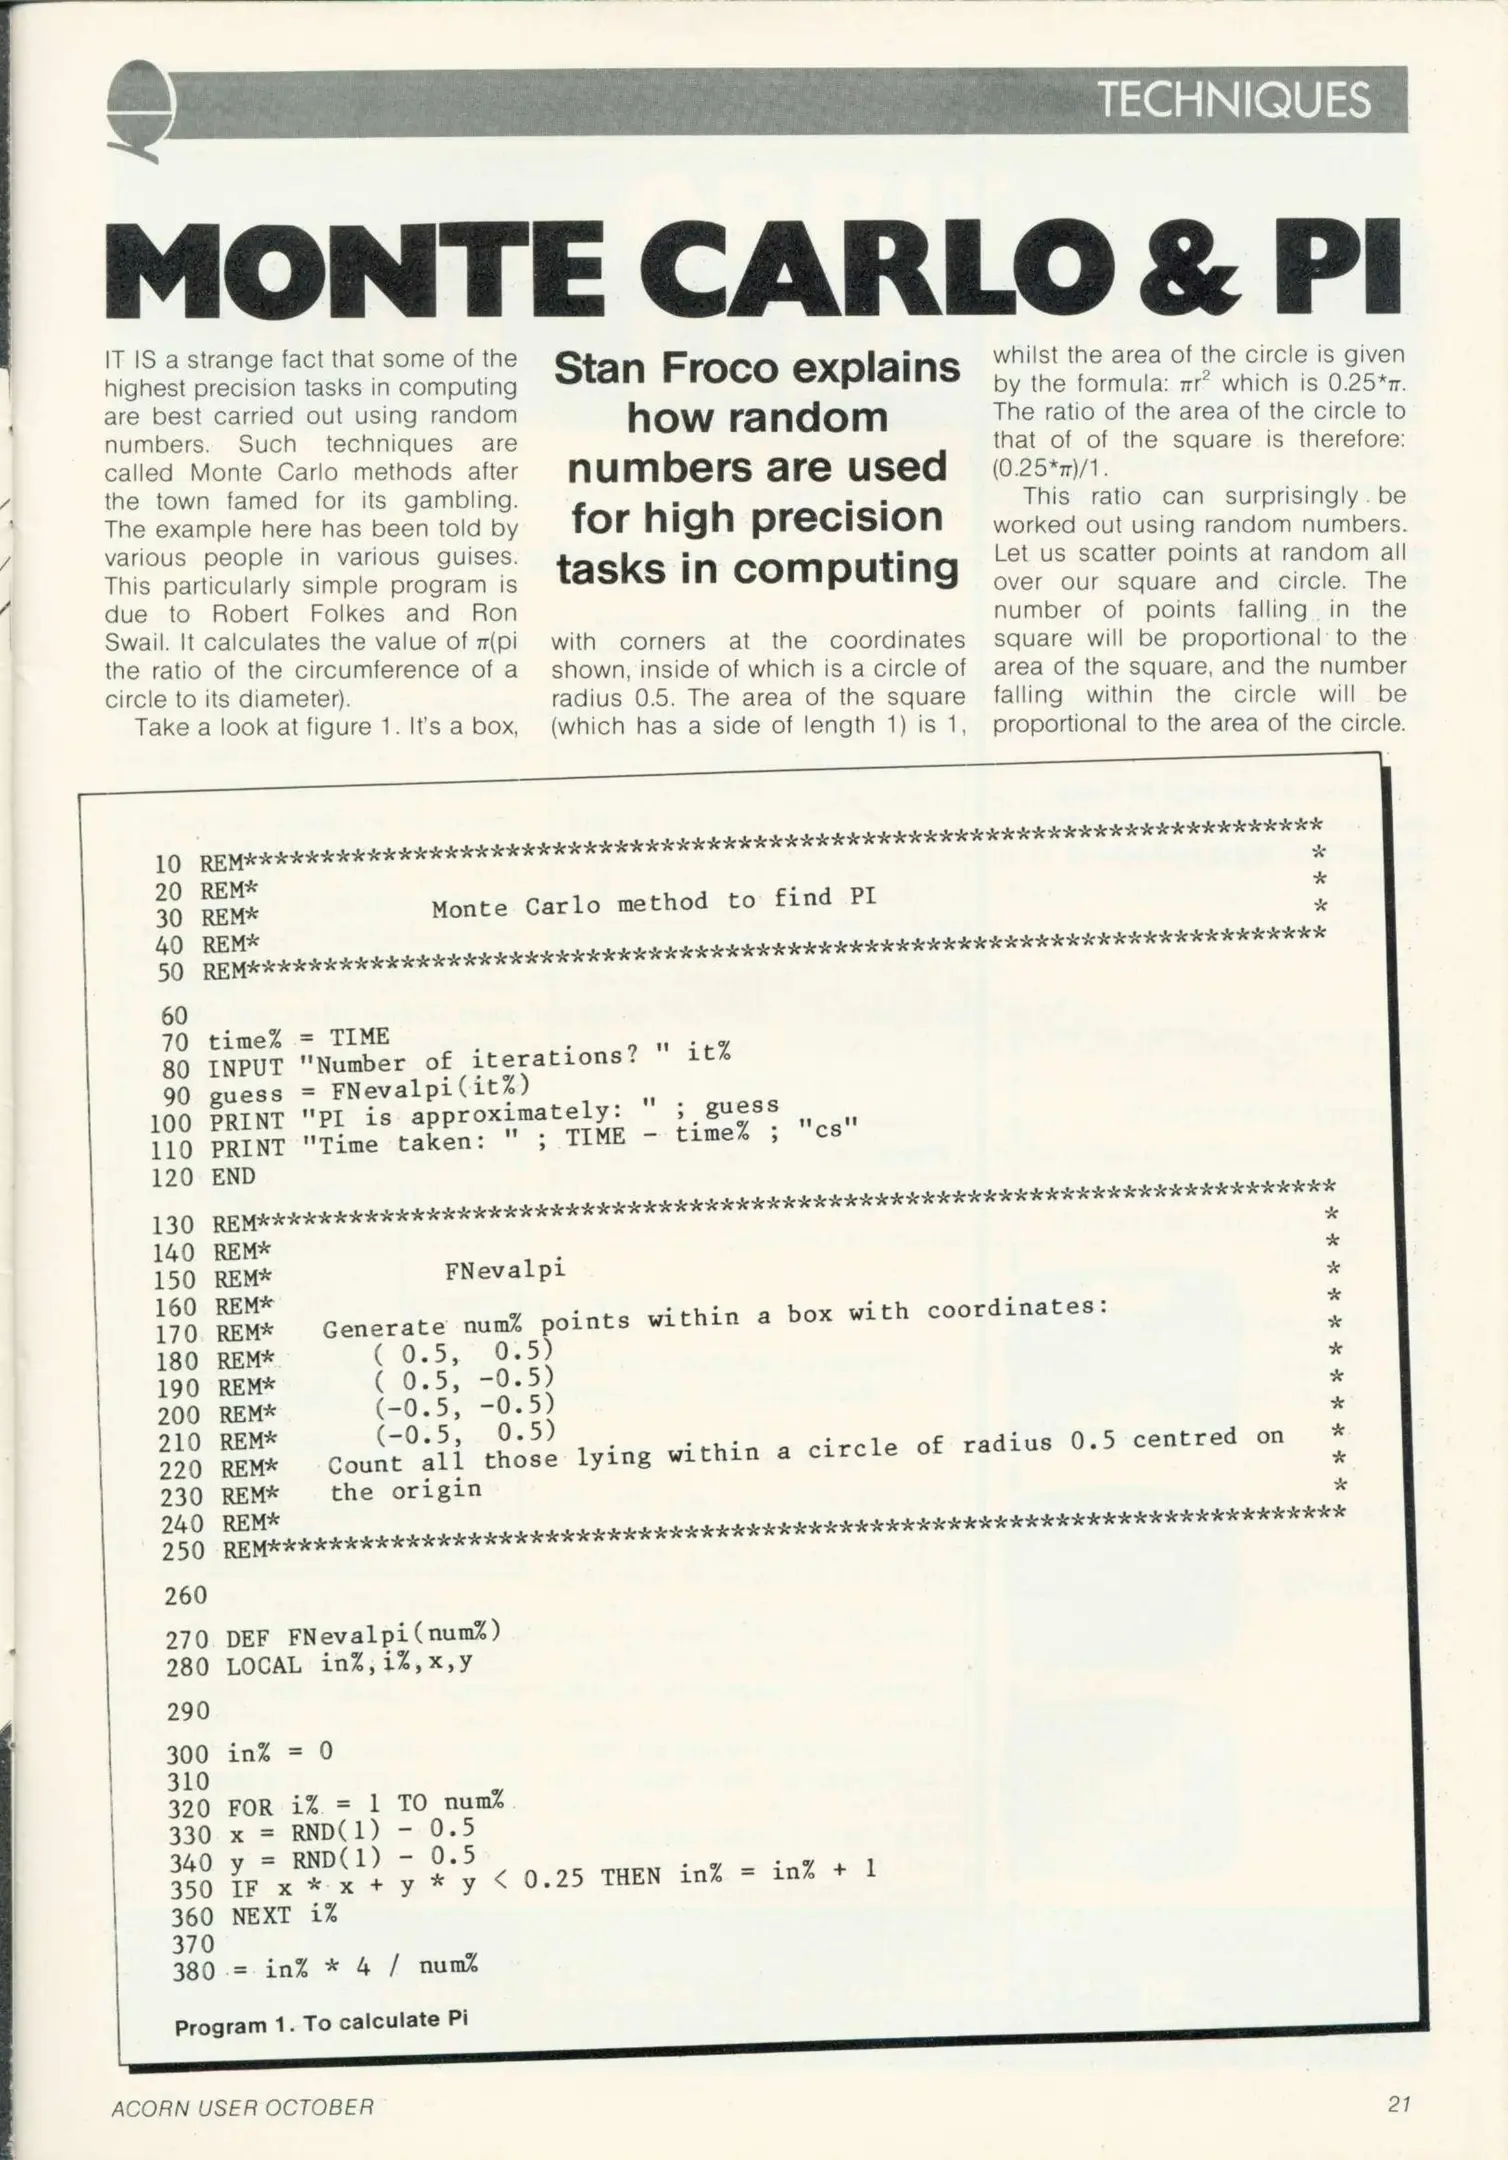 TECHNIQUES
MONTE CARLO & PI
IT IS a strange fact that some of the
highest precision tasks in computing
are best carried out using random
numbers. Such techniques are
called Monte Carlo methods after
the town famed for its gambling.
The example here has been told by
various people in various guises.
This particularly simple program is
due to Robert Folkes and Ron
Swail. It calculates the value of π(pi
the ratio of the circumference of a
circle to its diameter).
Take a look at figure 1. It's a box,
Stan Froco explains
how random
numbers are used
for high precision
tasks in computing
with corners at the coordinates
shown, inside of which is a circle of
radius 0.5. The area of the square
(which has a side of length 1) is 1,
whilst the area of the circle is given
by the formula: πr² which is 0.25*π.
The ratio of the area of the circle to
that of of the square is therefore:
(0.25*π)/1.
This ratio can surprisingly be
worked out using random numbers.
Let us scatter points at random all
over our square and circle. The
number of points falling in the
square will be proportional to the
area of the square, and the number
falling within the circle will be
proportional to the area of the circle.
10 REM**********************************************************************
20 REM* *
30 REM* Monte Carlo method to find PI *
40 REM* *
50 REM**********************************************************************
60
70 time% = TIME
80 INPUT "Number of iterations? " it%
90 guess = FNevalpi(it%)
100 PRINT "PI is approximately: " ; guess
110 PRINT "Time taken: " ; TIME - time% ; "cs"
120 END
130 REM**********************************************************************
140 REM* *
150 REM* FNevalpi *
160 REM* *
170 REM* Generate num% points within a box with coordinates: *
180 REM* ( 0.5, 0.5) *
190 REM* ( 0.5, -0.5) *
200 REM* (-0.5, -0.5) *
210 REM* (-0.5, 0.5) *
220 REM* Count all those lying within a circle of radius 0.5 centred on *
230 REM* the origin *
240 REM* *
250 REM**********************************************************************
260
270 DEF FNevalpi(num%)
280 LOCAL in%,i%,x,y
290
300 in% = 0
310
320 FOR i% = 1 TO num%
330 x = RND(1) - 0.5
340 y = RND(1) - 0.5
350 IF x * x + y * y < 0.25 THEN in% = in% + 1
360 NEXT i%
370
380 = in% * 4 / num%
Program 1. To calculate Pi
ACORN USER OCTOBER
21